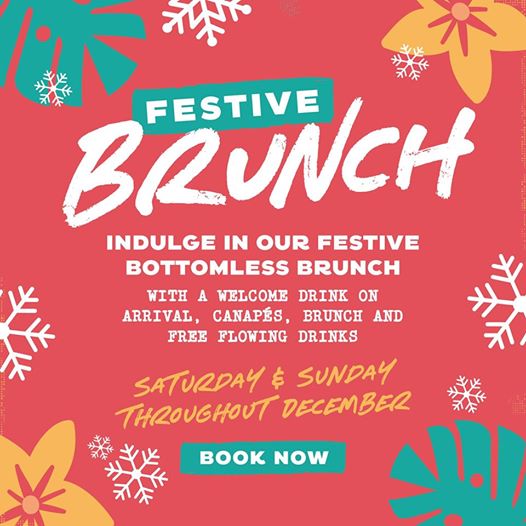 FESTIVE
BRUNCH
INDULGE IN OUR FESTIVE
BOTTOMLESS BRUNCH
WITH A WELCOME DRINK ON
ARRIVAL, CANAPÉS, BRUNCH AND
FREE FLOWING DRINKS
SATURDAY & SUNDAY
THROUGHOUT DECEMBER
BOOK NOW